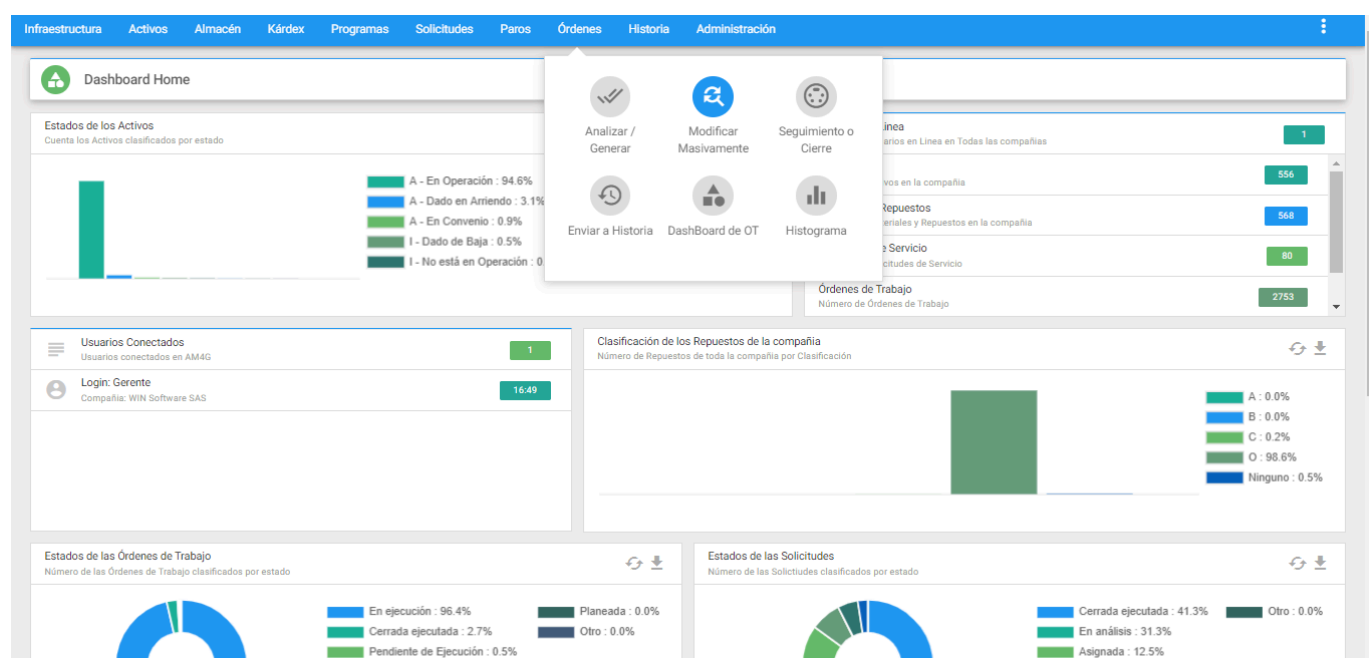 Infraestructura Activos Almacén Kárdex Programas Solicitudes Paros Órdenes Historia Administración
Dashboard Home
Analizar /
Generar
Modificar
Masivamente
Seguimiento o
Cierre
Enviar a Historia
DashBoard de OT
Histograma
Estados de los Activos
Cuenta los Activos clasificados por estado
A - En Operación : 94.6%
A - Dado en Arriendo : 3.1%
A - En Convenio : 0.9%
I - Dado de Baja : 0.5%
I - No está en Operación : 0
inea 1
arios en Linea en Todas las compañias
556
vos en la compañia
Repuestos 568
teriales y Repuestos en la compañia
e Servicio 80
citudes de Servicio
Órdenes de Trabajo 2753
Número de Órdenes de Trabajo
Usuarios Conectados 1
Usuarios conectados en AM4G
Login: Gerente 16:49
Compañia: WIN Software SAS
Clasificación de los Repuestos de la compañia
Número de Repuestos de toda la compañia por Clasificación
A : 0.0%
B : 0.0%
C : 0.2%
O : 98.6%
Ninguno : 0.5%
Estados de las Órdenes de Trabajo
Número de las Órdenes de Trabajo clasificados por estado
En ejecución : 96.4% Planeada : 0.0%
Cerrada ejecutada : 2.7% Otro : 0.0%
Pendiente de Ejecución : 0.5%
Estados de las Solicitudes
Número de las Solictiudes clasificados por estado
Cerrada ejecutada : 41.3% Otro : 0.0%
En análisis : 31.3%
Asignada : 12.5%